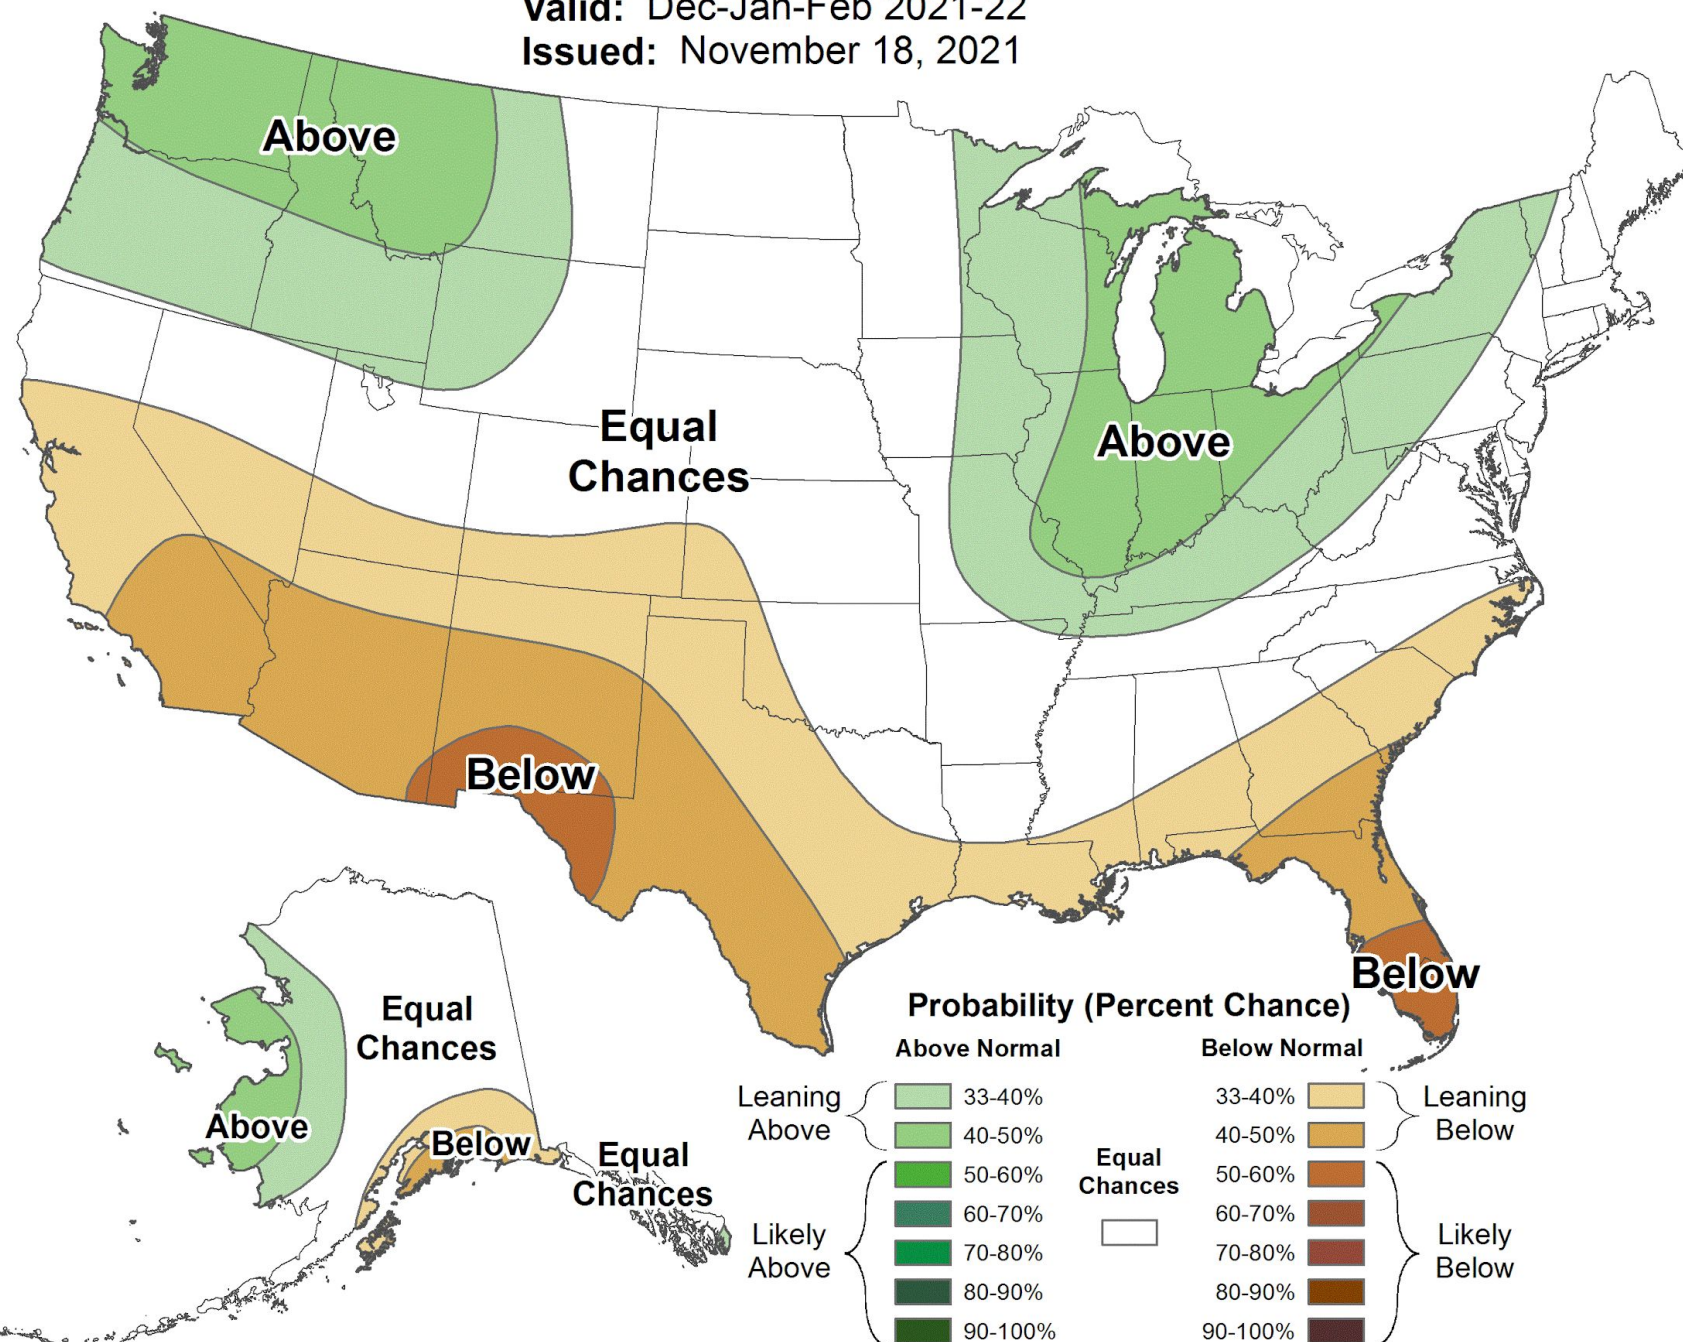 Valid: Dec-Jan-Feb 2021-22
Issued: November 18, 2021
Above
Equal
Chances
Above
Below
Below
Equal
Chances
Above
Below
Equal
Chances
Probability (Percent Chance)
Above Normal
Below Normal
Leaning
Above
33-40%
40-50%
Likely
Above
50-60%
60-70%
70-80%
80-90%
90-100%
Equal
Chances
33-40%
40-50%
Leaning
Below
50-60%
60-70%
70-80%
80-90%
90-100%
Likely
Below